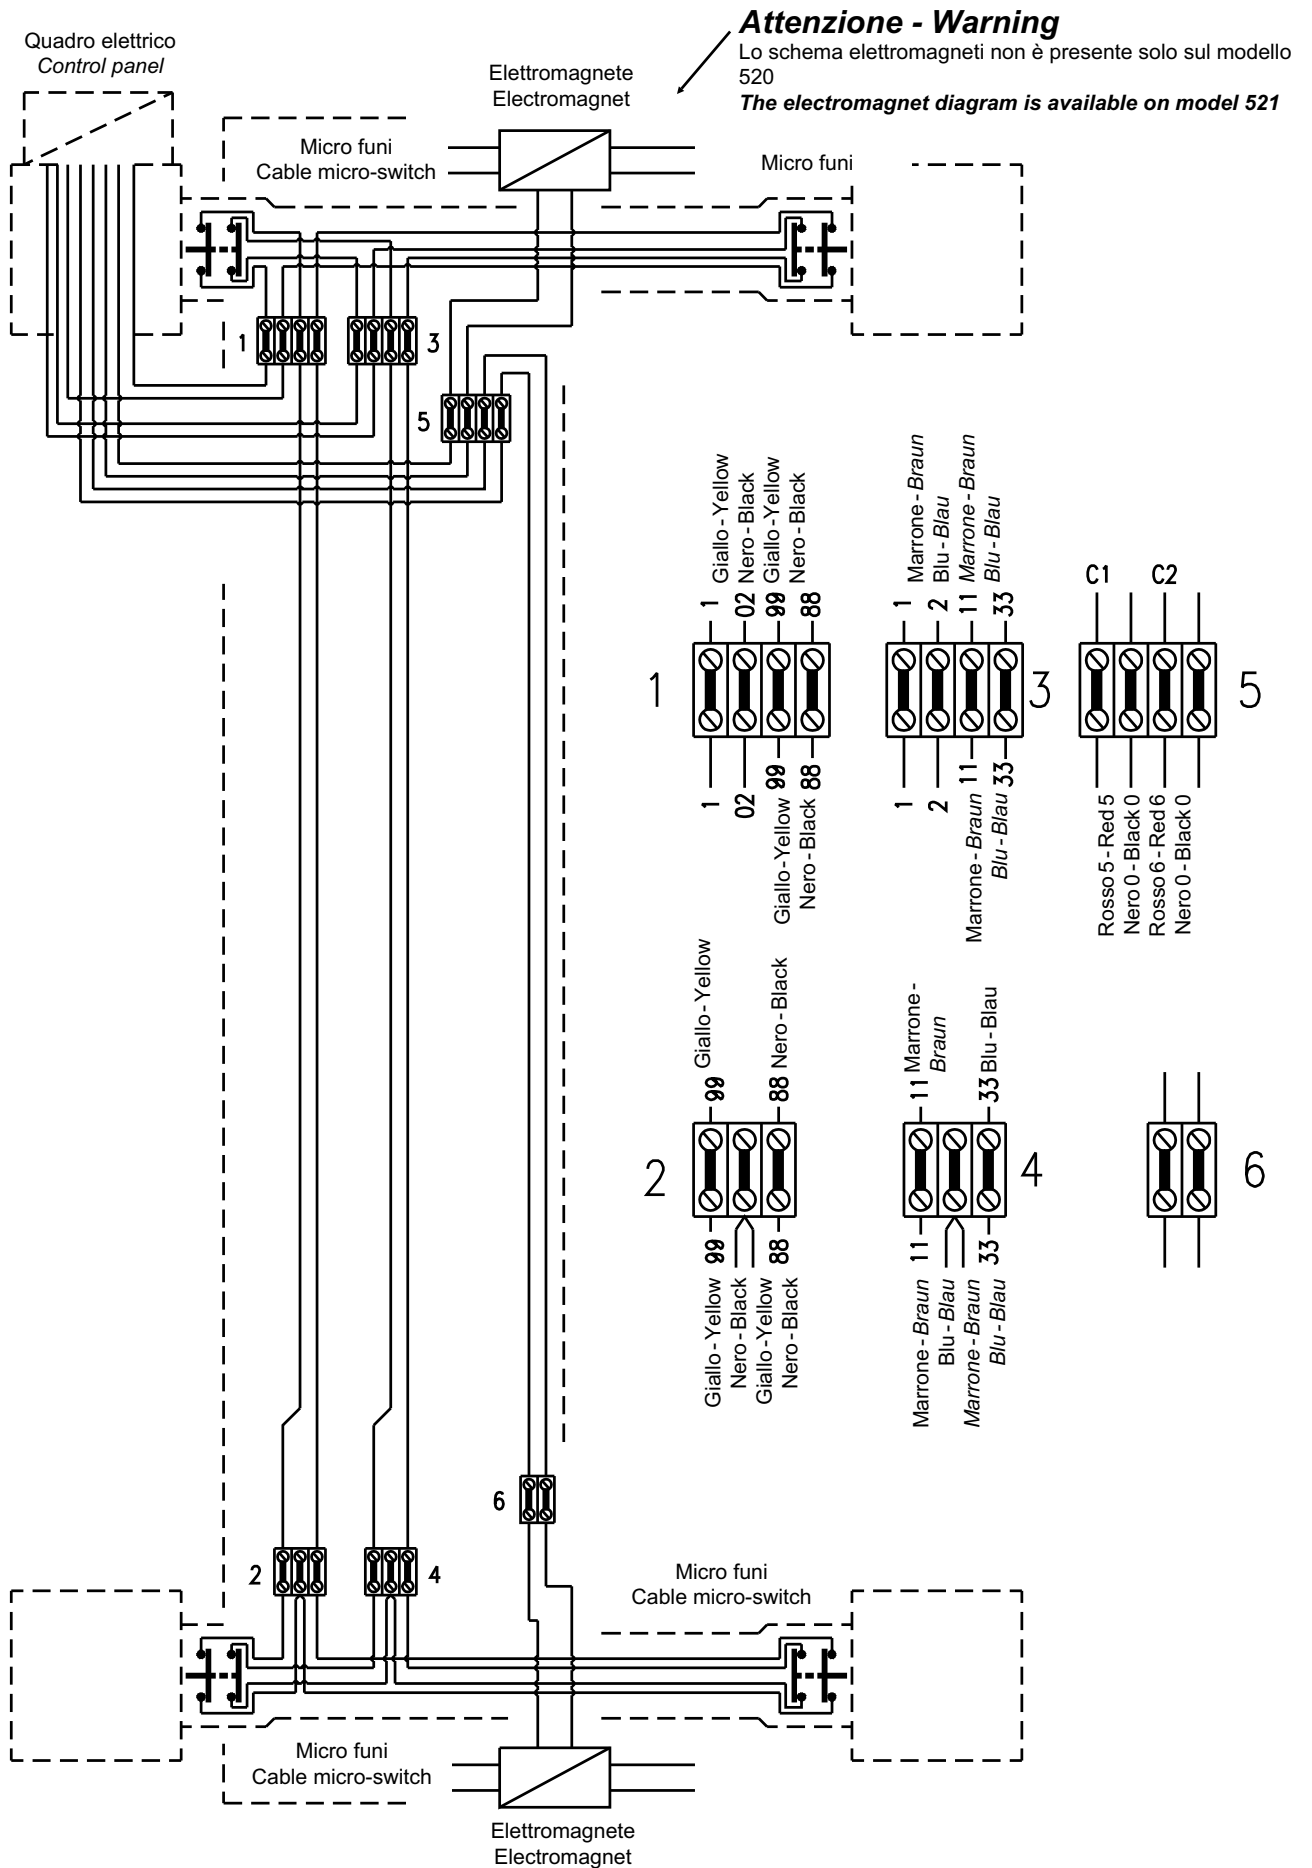 Attenzione - Warning
Lo schema elettromagneti non è presente solo sul modello
520
The electromagnet diagram is available on model 521
Quadro elettrico
Control panel
Elettromagnete
Electromagnet
Micro funi
Cable micro-switch
Micro funi
1
3
5
Giallo-Yellow
Nero-Black
Giallo-Yellow
Nero-Black
1
02
99
88
1
1
02
99
88
Giallo-Yellow
Nero-Black
Marrone-Braun
Blu-Blau
Marrone-Braun
Blu-Blau
1
2
11
33
3
1
2
11
33
Marrone-Braun
Blu-Blau
C1
C2
5
Rosso 5-Red 5
Nero 0-Black 0
Rosso 6-Red 6
Nero 0-Black 0
Giallo-Yellow
Nero-Black
99
88
2
99
88
Giallo-Yellow
Nero-Black
Giallo-Yellow
Nero-Black
Marrone-
Braun
Blu-Blau
11
33
4
11
33
Marrone-Braun
Blu-Blau
Marrone-Braun
Blu-Blau
6
6
2
4
Micro funi
Cable micro-switch
Micro funi
Cable micro-switch
Elettromagnete
Electromagnet